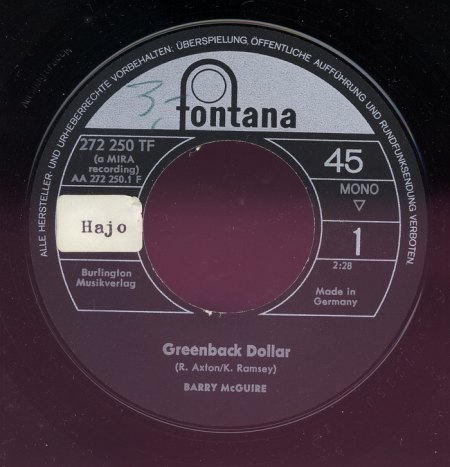 ALLE HERSTELLER- UND URHEBERRECHTE VORBEHALTEN. ÜBERSPIELUNG, ÖFFENTLICHE AUFFÜHRUNG UND RUNDFUNKSENDUNG VERBOTEN.
fontana
272 250 TF
(a MIRA
recording)
AA 272 250.1 F
45
MONO
1
2:28
Hajo
Burlington
Musikverlag
Made in
Germany
Greenback Dollar
(R. Axton/K. Ramsey)
BARRY McGUIRE